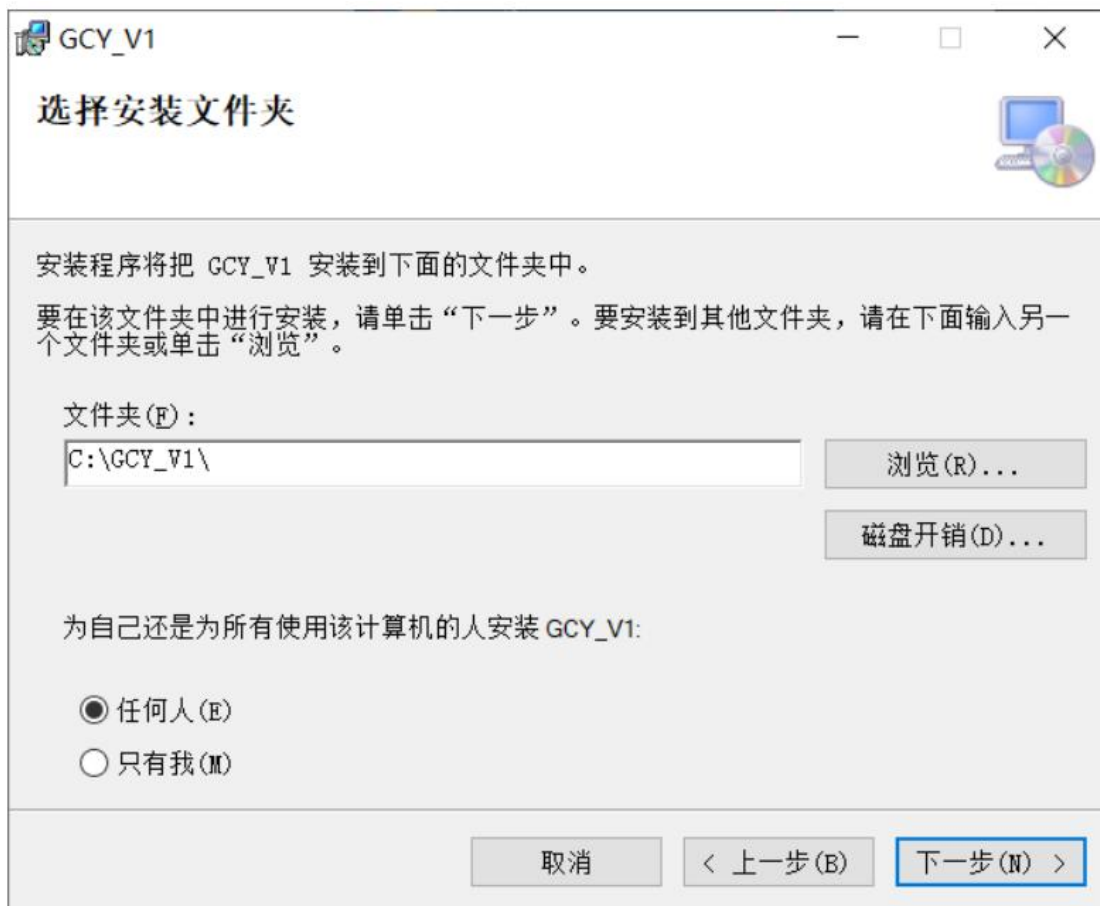 GCY_V1
选择安装文件夹
安装程序将把 GCY_V1 安装到下面的文件夹中。
要在该文件夹中进行安装，请单击“下一步”。要安装到其他文件夹，请在下面输入另一
个文件夹或单击“浏览”。
文件夹(F)：
C:\GCY_V1\
浏览(R)...
磁盘开销(D)...
为自己还是为所有使用该计算机的人安装 GCY_V1:
任何人(E)
只有我(M)
取消
< 上一步(B)
下一步(N) >